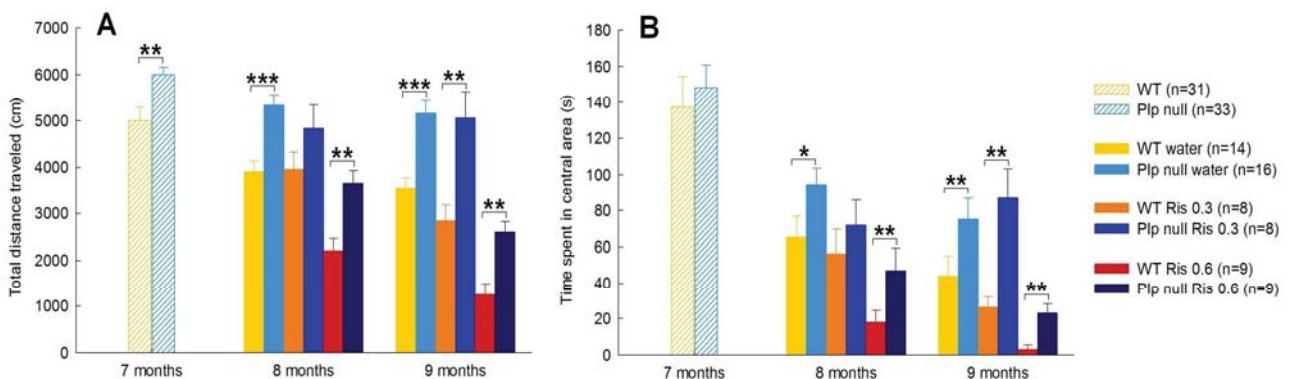 A
Total distance traveled (cm)
7000
6000
5000
4000
3000
2000
1000
0
**
***
**
***
**
**
7 months
8 months
9 months
B
Time spent in central area (s)
180
160
140
120
100
80
60
40
20
0
*
**
**
**
**
7 months
8 months
9 months
WT (n=31)
Plp null (n=33)
WT water (n=14)
Plp null water (n=16)
WT Ris 0.3 (n=8)
Plp null Ris 0.3 (n=8)
WT Ris 0.6 (n=9)
Plp null Ris 0.6 (n=9)